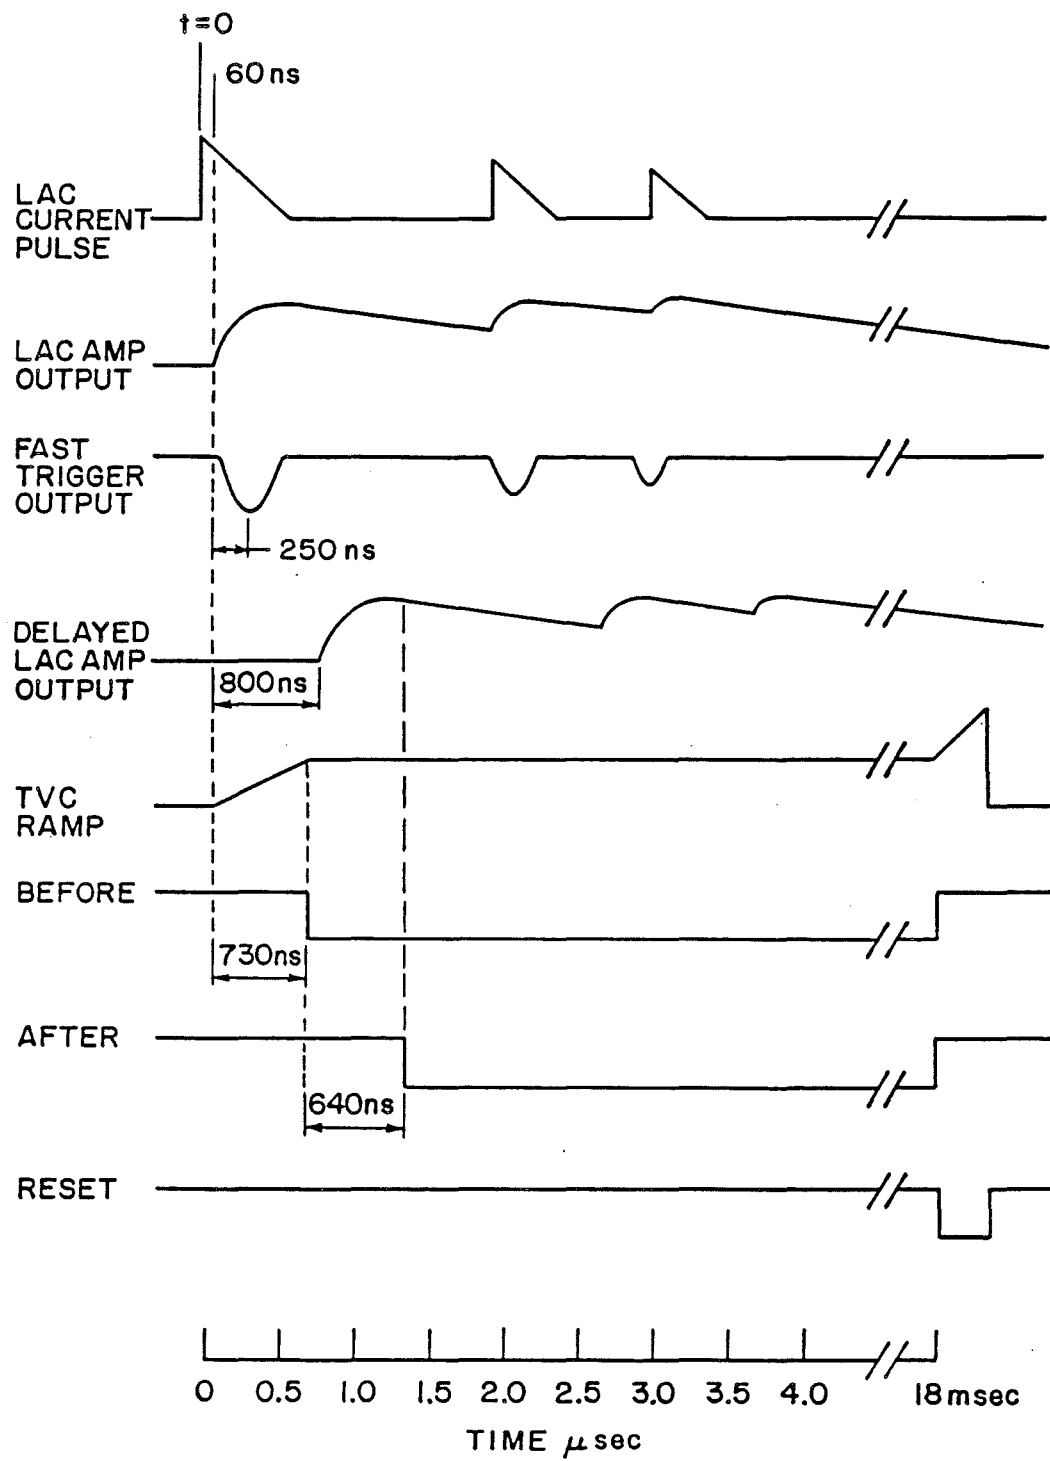 t=0
60ns
LAC
CURRENT
PULSE
LAC AMP
OUTPUT
FAST
TRIGGER
OUTPUT
250ns
DELAYED
LAC AMP
OUTPUT
800ns
TVC
RAMP
BEFORE
730ns
AFTER
640ns
RESET
0 0.5 1.0 1.5 2.0 2.5 3.0 3.0 4.0 18msec
TIME μsec